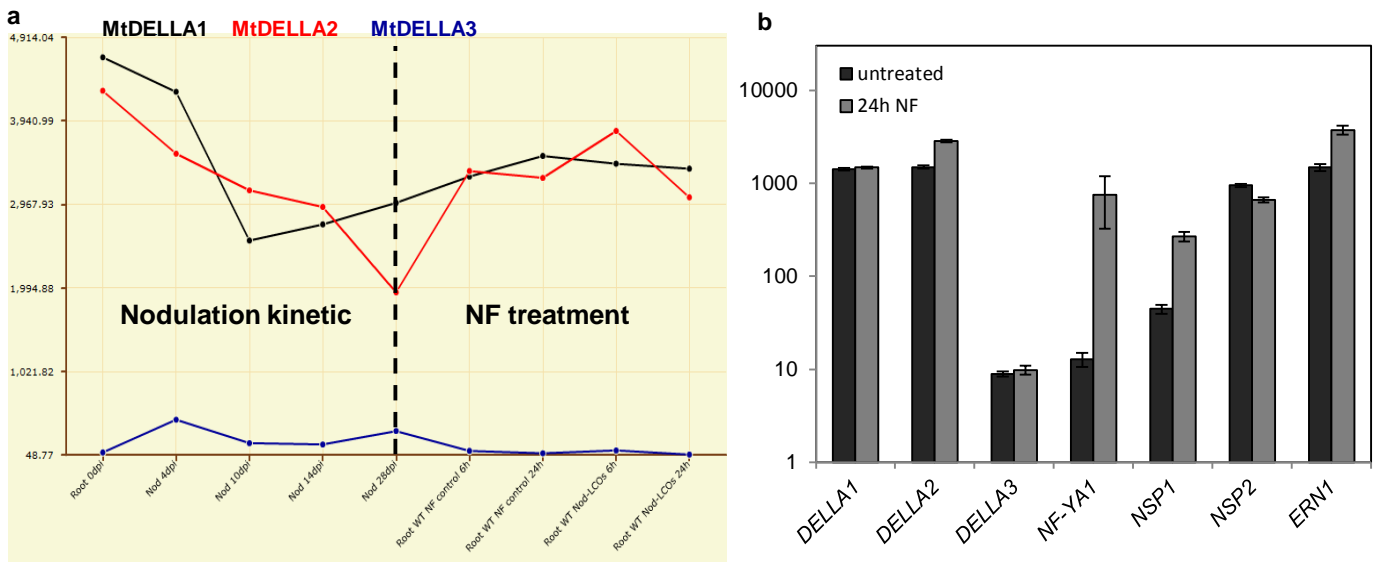 a
MtDELLA1 MtDELLA2 MtDELLA3
4,914.04
3,940.99
2,967.93
1,994.88
1,021.82
48.77
Nodulation kinetic NF treatment
Root 0dpi
Nod 4dpi
Nod 10dpi
Nod 14dpi
Nod 28dpi
Root WT NF control 6h
Root WT NF control 24h
Root WT Nod-LCOs 6h
Root WT Nod-LCOs 24h
b
untreated
24h NF
10000
1000
100
10
1
DELLA1
DELLA2
DELLA3
NF-YA1
NSP1
NSP2
ERN1